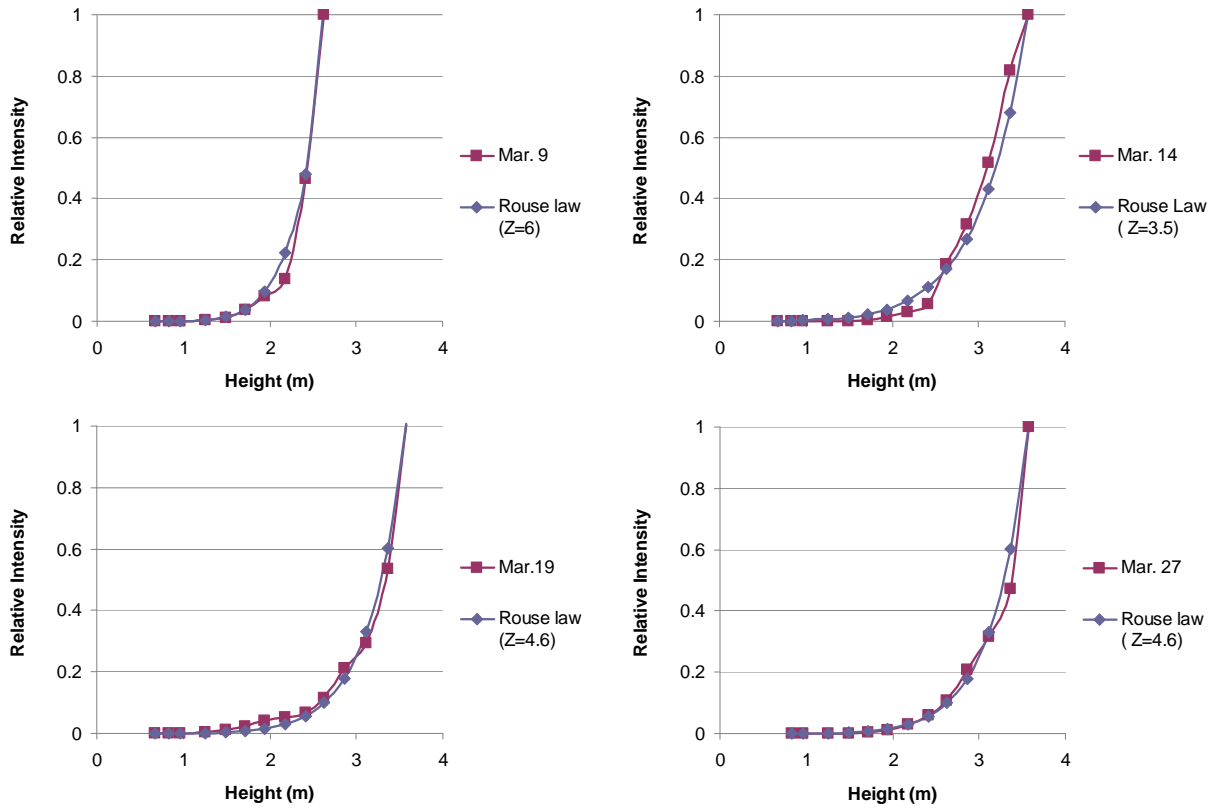 1
0.8
0.6
0.4
0.2
0
0 1 2 3 4
Relative Intensity
Height (m)
Mar. 9
Rouse law
(Z=6)
1
0.8
0.6
0.4
0.2
0
0 1 2 3 4
Relative Intensity
Height (m)
Mar. 14
Rouse Law
( Z=3.5)
1
0.8
0.6
0.4
0.2
0
0 1 2 3 4
Relative Intensity
Height (m)
Mar.19
Rouse law
(Z=4.6)
1
0.8
0.6
0.4
0.2
0
0 1 2 3 4
Relative Intensity
Height (m)
Mar. 27
Rouse law
( Z=4.6)